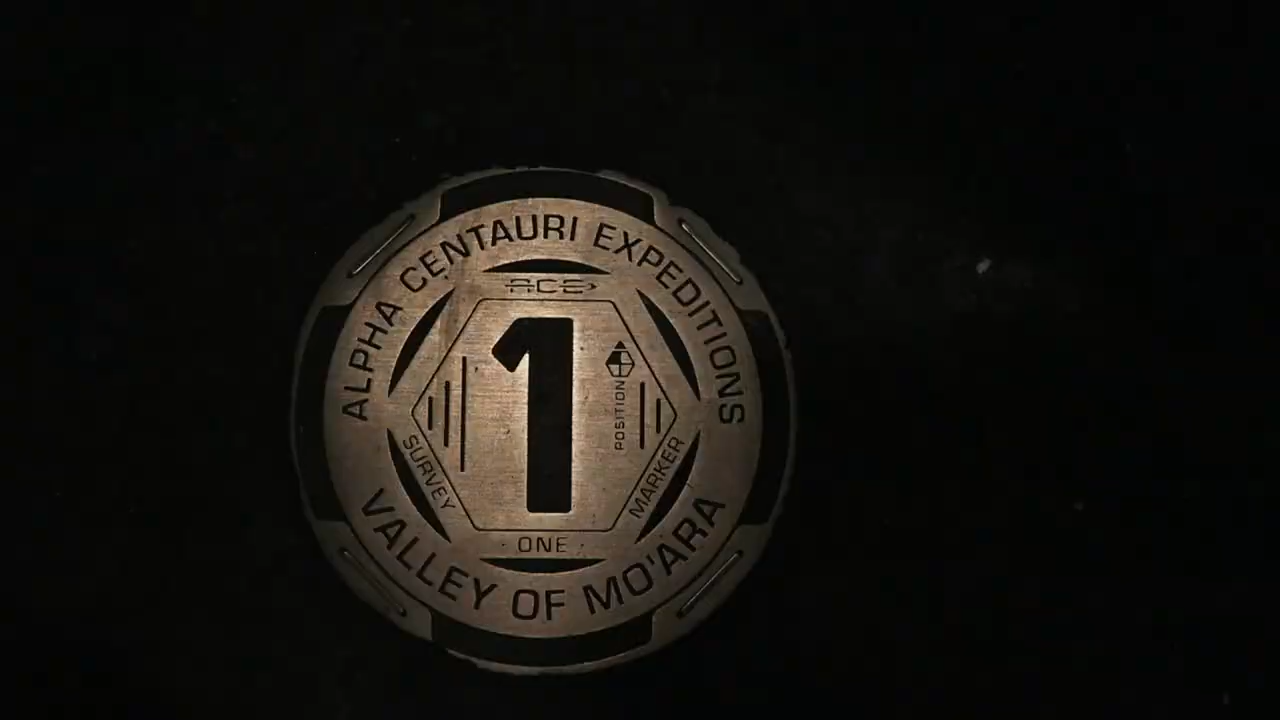 ALPHA CENTAURI EXPEDITIONS
ACE
1
POSITION
SURVEY
MARKER
· ONE ·
VALLEY OF MO'ARA